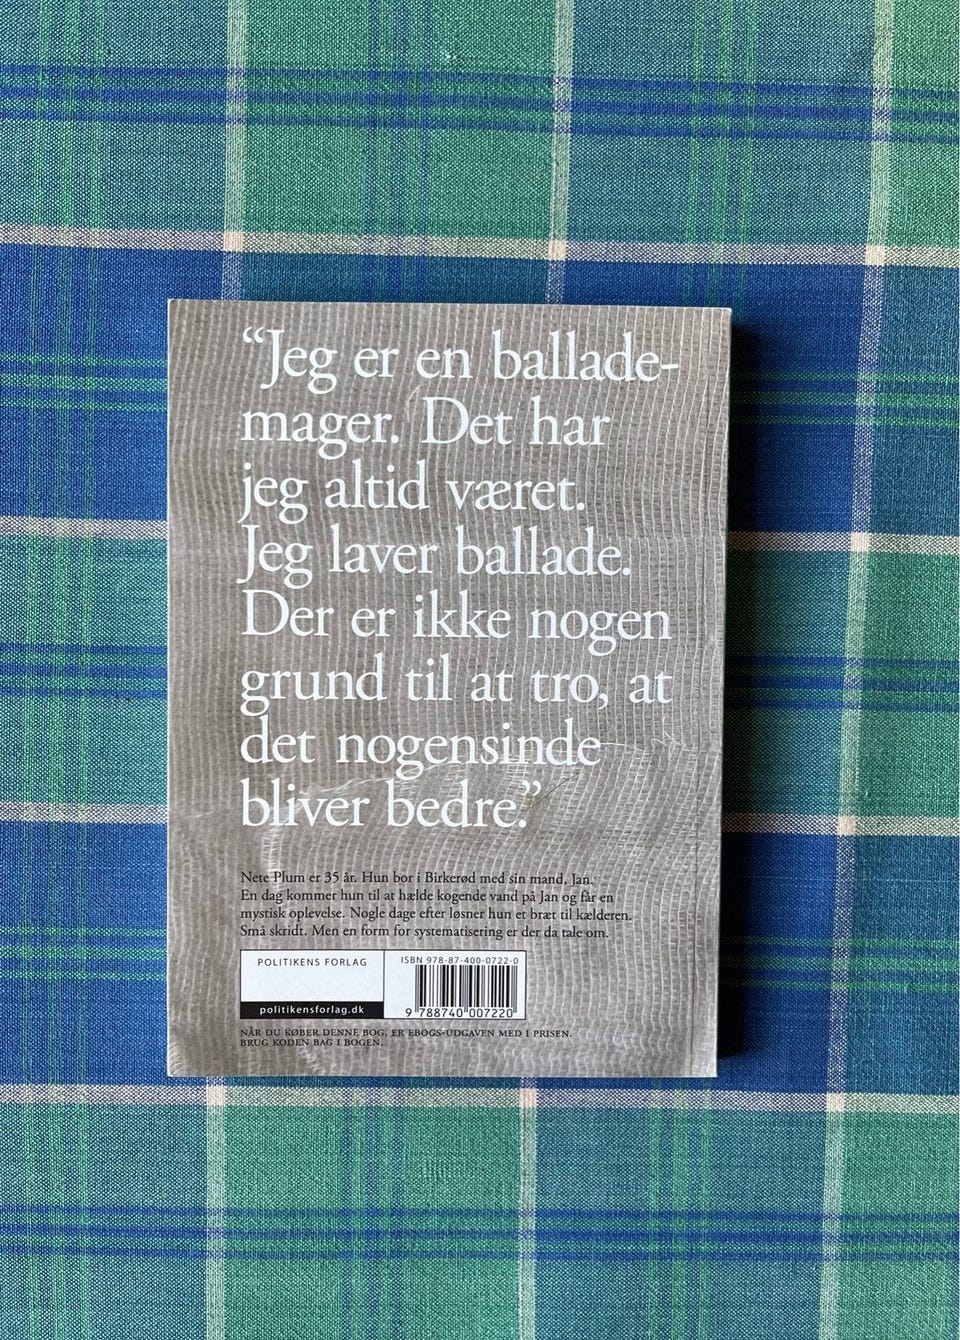 “Jeg er en ballade-
mager. Det har
jeg altid været.
Jeg laver ballade.
Der er ikke nogen
grund til at tro, at
det nogensinde
bliver bedre.”
Nete Plum er 35 år. Hun bor i Birkerød med sin mand, Jan.
En dag kommer hun til at hælde kogende vand på Jan og får en
mystisk oplevelse. Nogle dage efter løsner hun et bræt til kælderen.
Små skridt. Men en form for systematisering er der da tale om.
POLITIKENS FORLAG
politikensforlag.dk
ISBN 978-87-400-0722-0
9 788740 007220
NÅR DU KØBER DENNE BOG, ER EBOGS-UDGAVEN MED I PRISEN.
BRUG KODEN BAG I BOGEN.